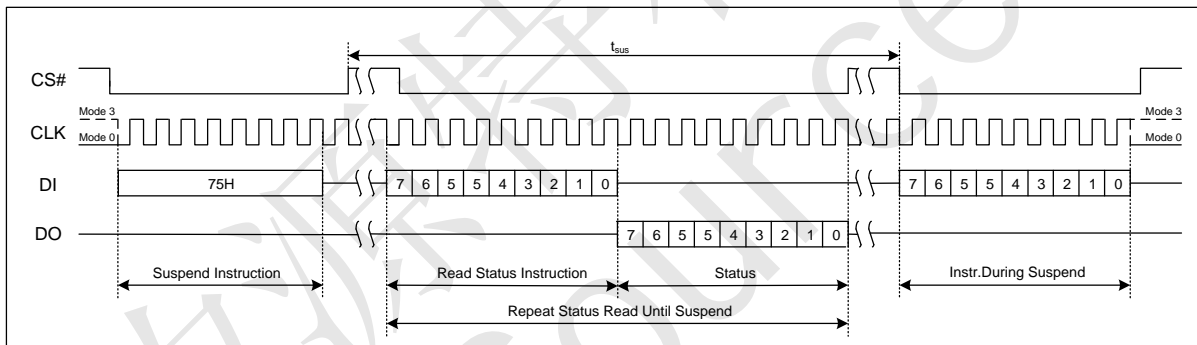 tsus
CS#
Mode 3
CLK
Mode 0
Mode 3
Mode 0
DI
75H
7 6 5 5 4 3 2 1 0
7 6 5 5 4 3 2 1 0
DO
7 6 5 5 4 3 2 1 0
Suspend Instruction
Read Status Instruction
Status
Instr.During Suspend
Repeat Status Read Until Suspend
source